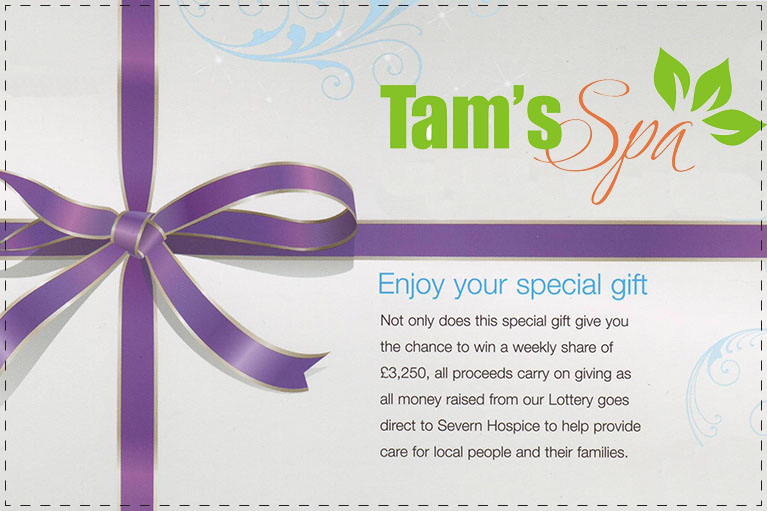 Tam's Spa
Enjoy your special gift
Not only does this special gift give you
the chance to win a weekly share of
£3,250, all proceeds carry on giving as
all money raised from our Lottery goes
direct to Severn Hospice to help provide
care for local people and their families.